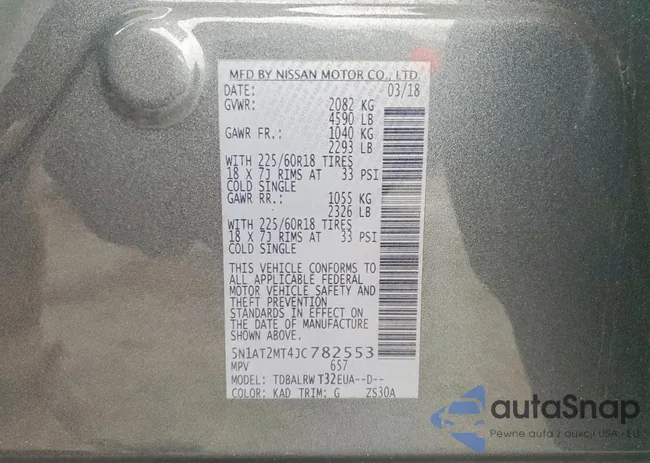 MFD BY NISSAN MOTOR CO., LTD.
DATE: 03/18
GVWR: 2082 KG
4590 LB
GAWR FR.: 1040 KG
2293 LB
WITH 225/60R18 TIRES
18 X 7J RIMS AT 33 PSI
COLD SINGLE
GAWR RR.: 1055 KG
2326 LB
WITH 225/60R18 TIRES
18 X 7J RIMS AT 33 PSI
COLD SINGLE
THIS VEHICLE CONFORMS TO
ALL APPLICABLE FEDERAL
MOTOR VEHICLE SAFETY AND
THEFT PREVENTION
STANDARDS IN EFFECT ON
THE DATE OF MANUFACTURE
SHOWN ABOVE.
5N1AT2MT4JC782553
MPV 657
MODEL: TDBALRW T32EUA--D--
COLOR: KAD TRIM: G ZS30A
autaSnap
Pewne auta z aukcji USA - EU